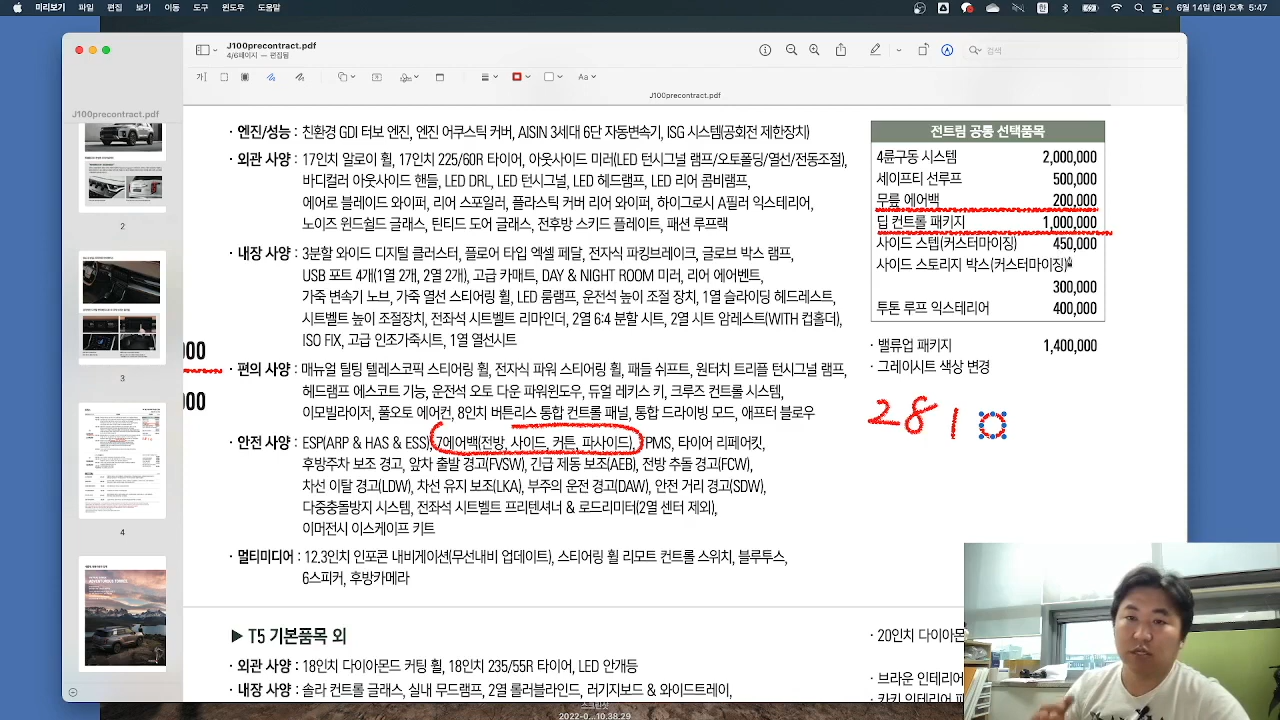 미리보기
도움말
J100precontract.pdf
4/6페이지 — 편집됨
검색
J100precontract.pdf
J100precontract.pdf
2
3
4
· 엔진/성능 : 친환경 GDI 터보 엔진, 엔진 어쿠스틱 커버, AISIN 3세대 6단 자동변속기, ISG 시스템(공회전 제한장치)
· 외관 사양 : 17인치 알로이 휠, 17인치 225/60R 타이어, 아웃사이드 미러(LED 턴시그널 램프/오토폴딩/열선/전동조절),
바디컬러 아웃사이드 핸들, LED DRL, LED 턴시그널, LED 헤드램프, LED 리어 콤비램프,
에어로 블레이드 와이퍼, 리어 스포일러, 플라스틱 커버 리어 와이퍼, 하이그로시 A필러 익스테리어,
노이즈 윈드쉴드 글래스, 틴티드 도어 글래스, 전후방 스키드 플레이트, 패션 루프랙
· 내장 사양 : 3분할 와이드 디지털 클러스터, 플로어 타입 엑셀 페달, 전자식 파킹브레이크, 글로브 박스 램프,
USB 포트 4개(1열 2개, 2열 2개), 고급 카매트, DAY & NIGHT ROOM 미러, 리어 에어벤트,
가죽 변속기 노브, 가죽 열선 스티어링 휠, LED 룸램프, 운전석 높이 조절 장치, 1열 슬라이딩 헤드레스트,
시트벨트 높이 조절장치, 전좌석 시트벨트 리마인더, 2열 6:4 분할 시트, 2열 시트 암레스트(WITH 컵홀더),
ISO FIX, 고급 인조가죽시트, 1열 열선시트
· 편의 사양 : 매뉴얼 틸팅 텔레스코픽 스티어링 휠, 전자식 파워 스티어링 휠, 패들 쉬프트, 원터치 트리플 턴시그널 램프,
헤드램프 에스코트 기능, 운전석 오토 다운 파워윈도우, 듀얼 레키스 키, 크루즈 컨트롤 시스템,
이모빌라이저, 풀오토 에어컨, 8인치 버튼리스타입 컨트롤 패널, 통합 드라이빙 모드, 애프터 블로우
· 안전 사양 : ESP(ARP & HAS & ESS), 7에어백(전방, 사이드, 커튼, 파사이드), TPMS, 타이어 리페어킷,
후방주차 보조경고, 앞차 출발 경고(FVSW), 긴급 제동 보조(AEB), 전방 추돌 경고(FCW),
차선 이탈 경고(LDW), 차선 유지 보조(LKA), 부주의 운전 경고(DAW), 안전 거리 경고(SDW),
다중충돌방지시스템, 전좌석 시트벨트 프리텐셔너 & 로드리미터(2열 센터 제외),
이머전시 이스케이프 키트
· 멀티미디어 : 12.3인치 인포콘 내비게이션(무선내비 업데이트), 스티어링 휠 리모트 컨트롤 스위치, 블루투스,
6스피커, 후방카메라
▶ T5 기본품목 외
· 외관 사양 : 18인치 다이아몬드 커팅 휠, 18인치 235/55R 타이어, LED 안개등
· 내장 사양 : 솔라 컨트롤 글래스, 실내 무드램프, 2열 롤러블라인드, 러기지보드 & 와이드트레이,
전트림 공통 선택품목
4륜구동 시스템 2,000,000
세이프티 선루프 500,000
무릎 에어백 200,000
딥 컨트롤 패키지 1,000,000
사이드 스텝(커스터마이징) 450,000
사이드 스토리지 박스(커스터마이징)
300,000
투톤 루프 익스테리어 400,000
· 밸류업 패키지 1,400,000
· 그레이시트 색상 변경
2810
· 20인치 다이아몬
· 브라운 인테리어
· 카키 인테리어 패
스크린샷
2022-0...10.38.29